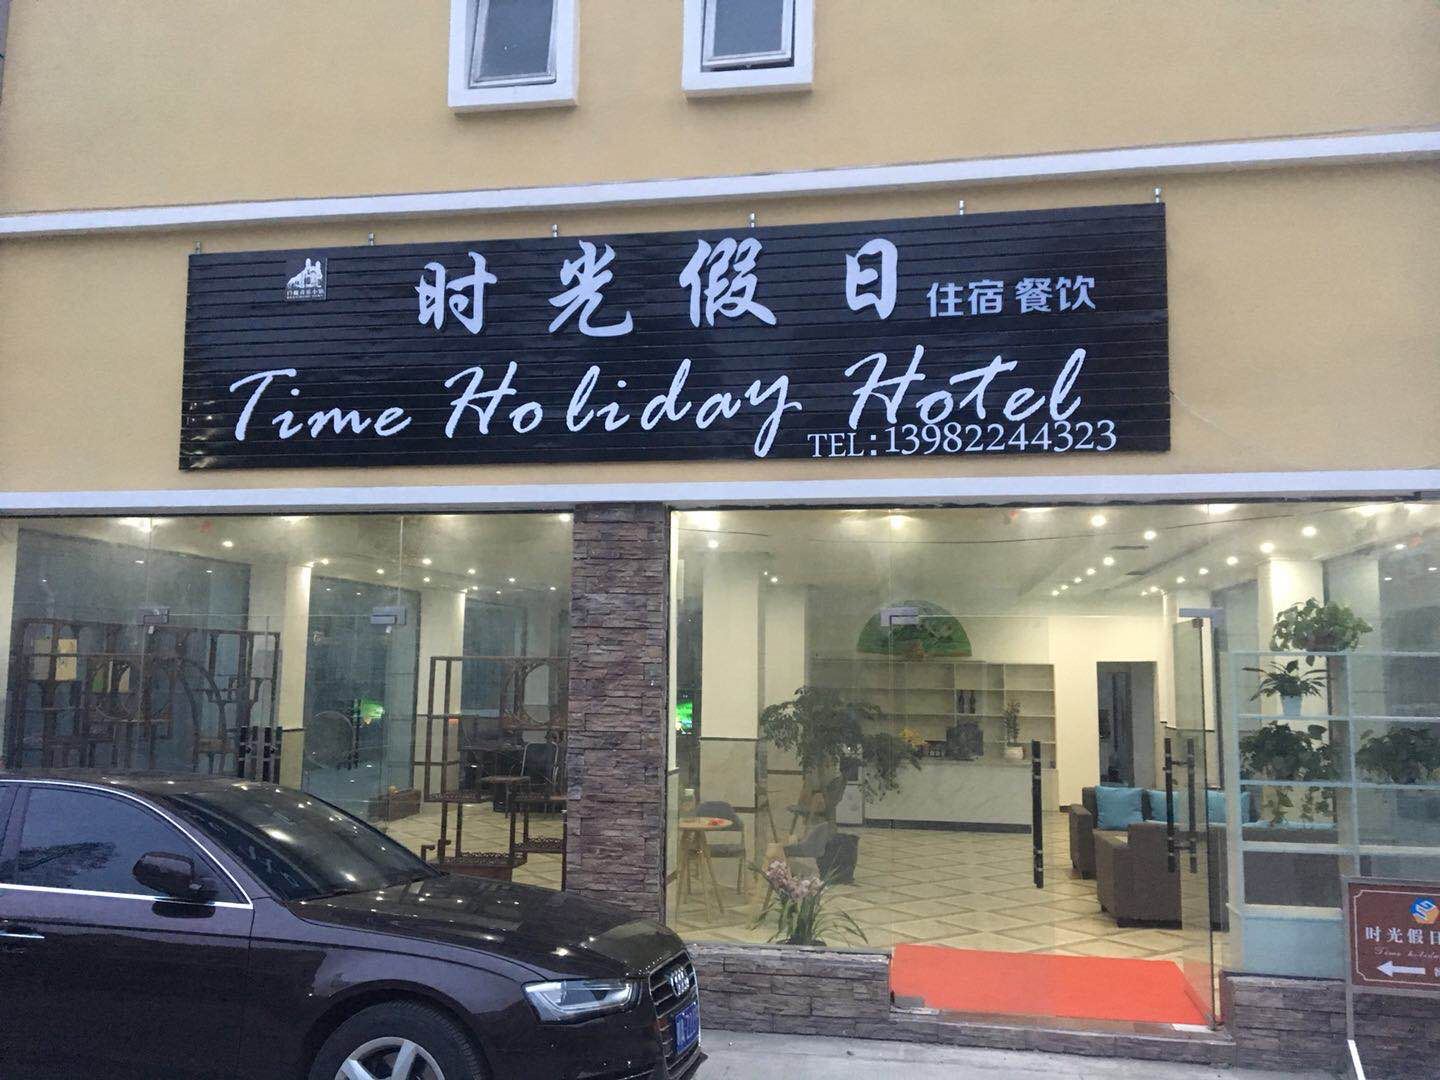 时光假日 住宿 餐饮
Time Holiday Hotel
TEL:13982244323
时光假日